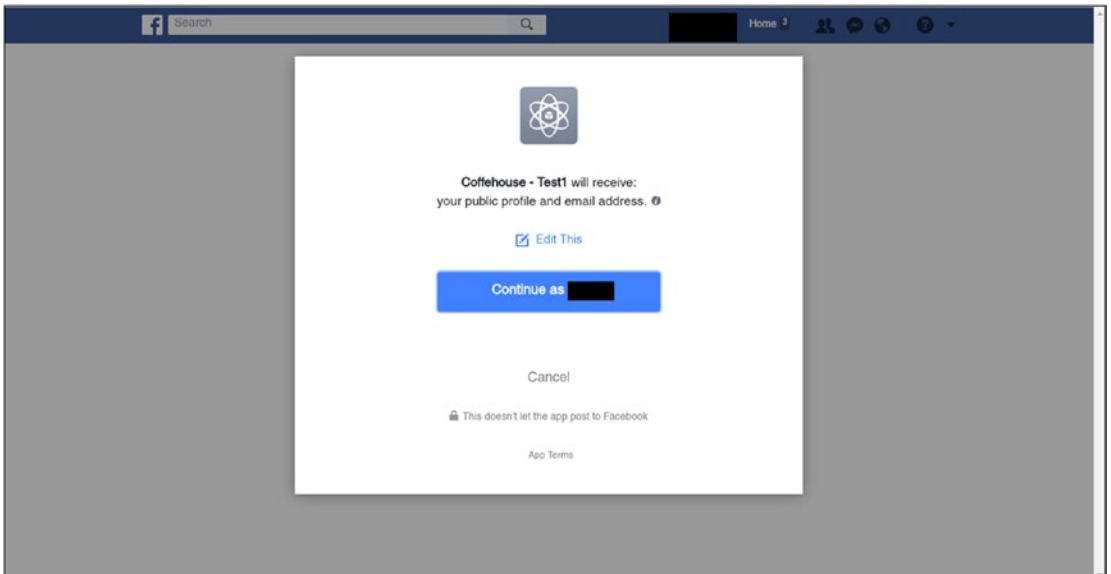 Search
Home 3
Coffehouse - Test1 will receive:
your public profile and email address.
Edit This
Continue as
Cancel
This doesn't let the app post to Facebook
App Terms